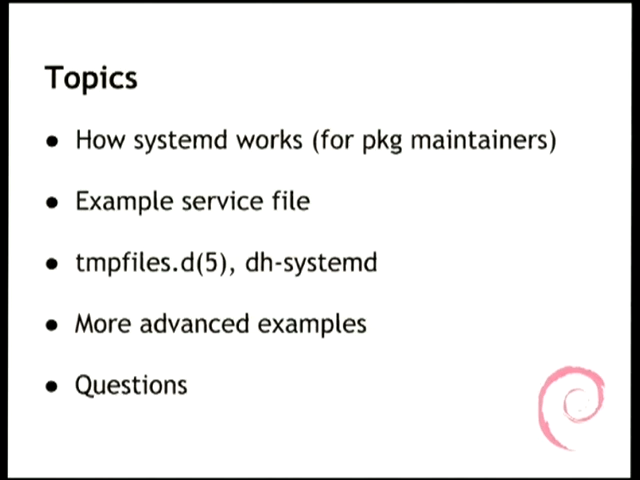 Topics
● How systemd works (for pkg maintainers)
● Example service file
● tmpfiles.d(5), dh-systemd
● More advanced examples
● Questions